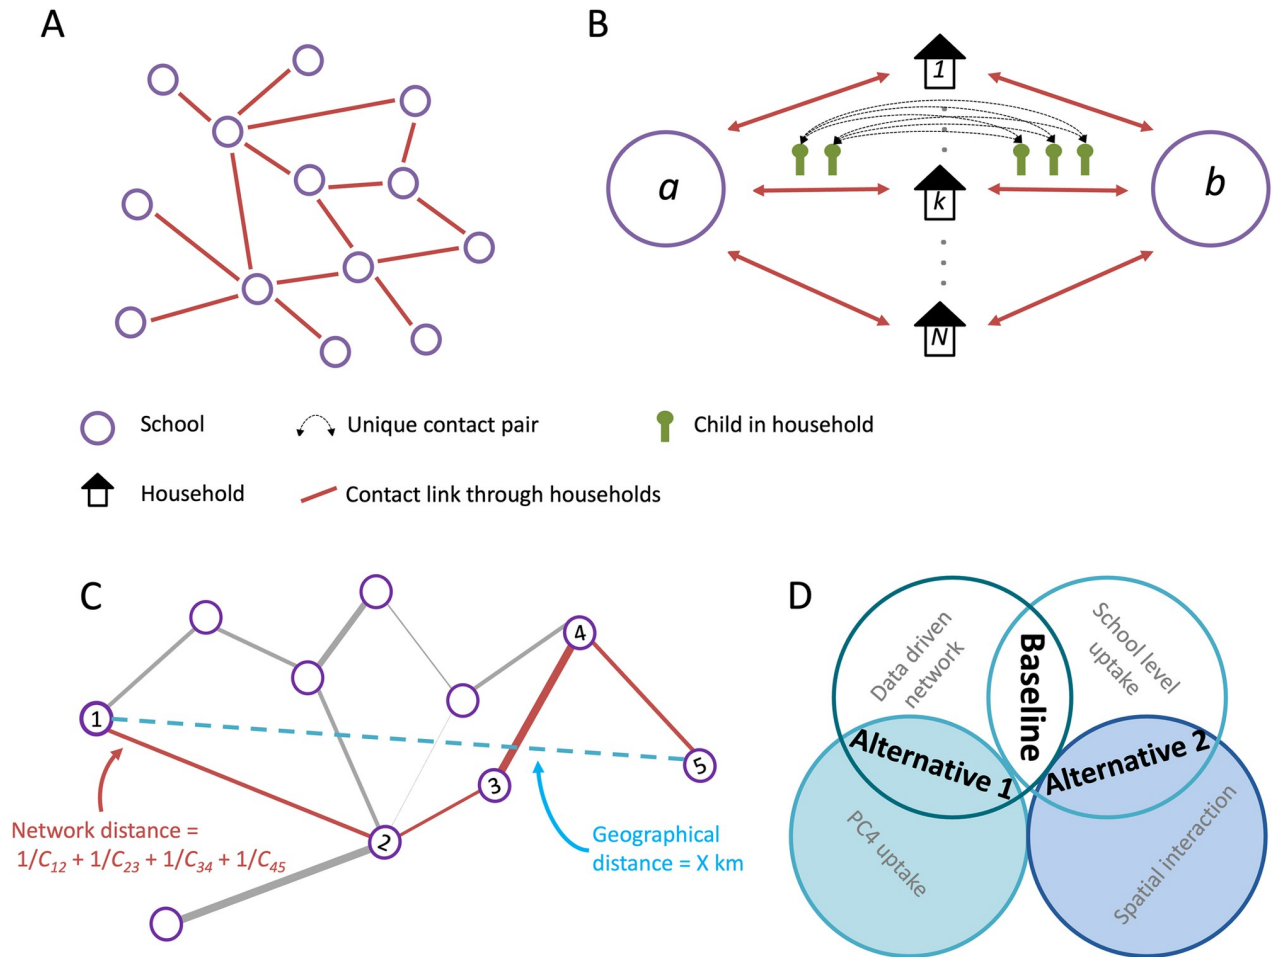 A
B
1
a
k
b
N
School
Unique contact pair
Child in household
Household
Contact link through households
C
4
1
5
3
2
Network distance =
1/C12 + 1/C23 + 1/C34 + 1/C45
Geographical
distance = X km
D
Data driven
network
School level
uptake
Baseline
Alternative 1
Alternative 2
PC4 uptake
Spatial interaction